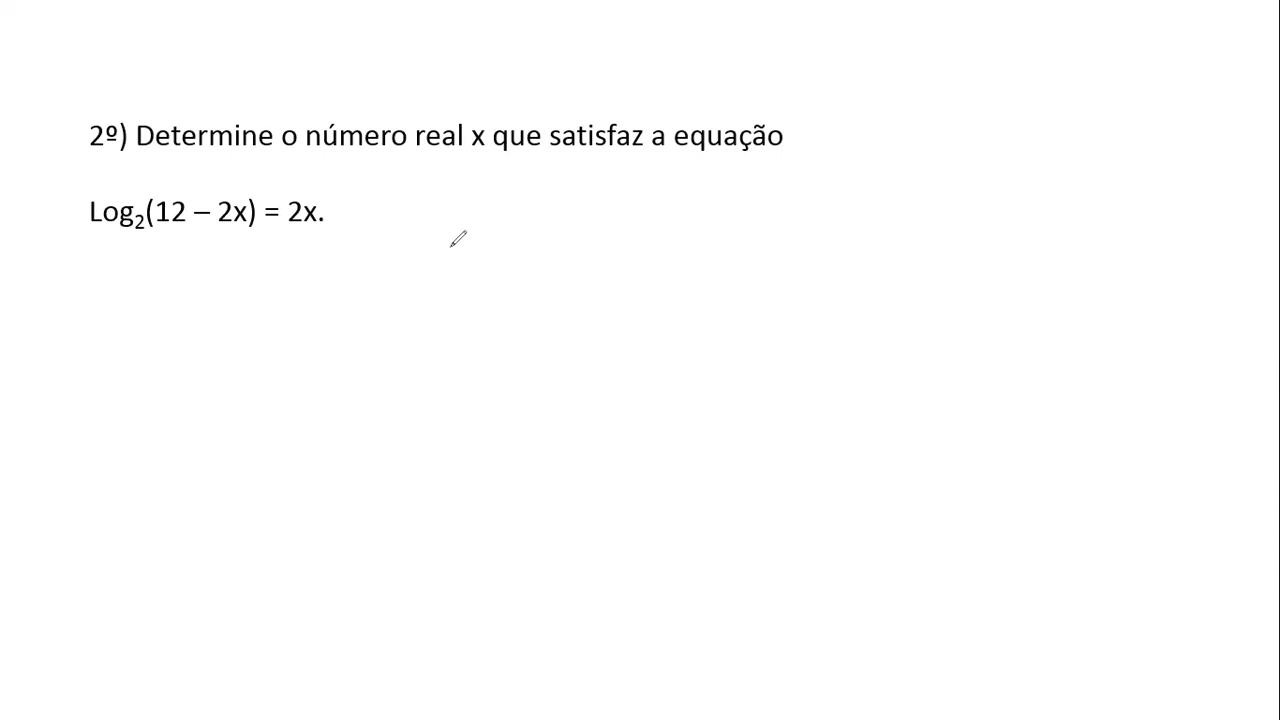 2º) Determine o número real x que satisfaz a equação
Log₂(12 – 2x) = 2x.